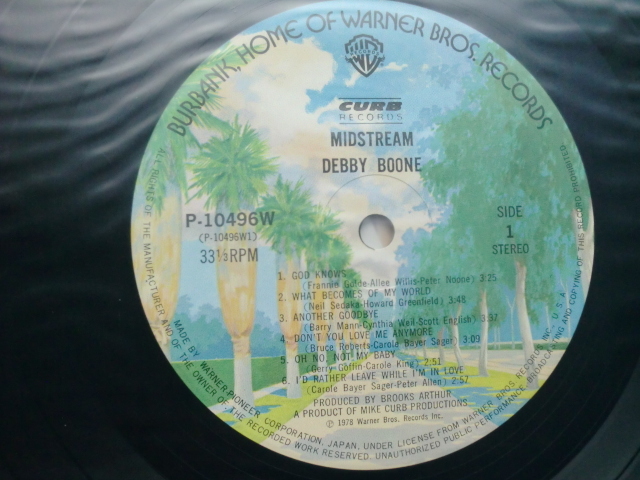 BURBANK, HOME OF WARNER BROS. RECORDS
CURB
RECORDS
MIDSTREAM
DEBBY BOONE
P-10496W
(P-10496W1)
33⅓RPM
SIDE
1
STEREO
1. GOD KNOWS
(Frannie Golde-Allee Willis-Peter Noone) 3:25
2. WHAT BECOMES OF MY WORLD
(Neil Sedaka-Howard Greenfield) 3:48
3. ANOTHER GOODBYE
(Barry Mann-Cynthia Weil-Scott English) 3:37
4. DON'T YOU LOVE ME ANYMORE
(Bruce Roberts-Carole Bayer Sager) 3:09
5. OH NO, NOT MY BABY
(Gerry Goffin-Carole King) 2:51
6. I'D RATHER LEAVE WHILE I'M IN LOVE
(Carole Bayer Sager-Peter Allen) 2:57
PRODUCED BY BROOKS ARTHUR
A PRODUCT OF MIKE CURB PRODUCTIONS.
℗ 1978 Warner Bros. Records Inc.
MADE BY WARNER-PIONEER CORPORATION, JAPAN, UNDER LICENSE FROM WARNER BROS. RECORDS INC., U.S.A.
ALL RIGHTS OF THE MANUFACTURER AND OF THE OWNER OF THE RECORDED WORK RESERVED. UNAUTHORIZED PUBLIC PERFORMANCE, BROADCASTING AND COPYING OF THIS RECORD PROHIBITED